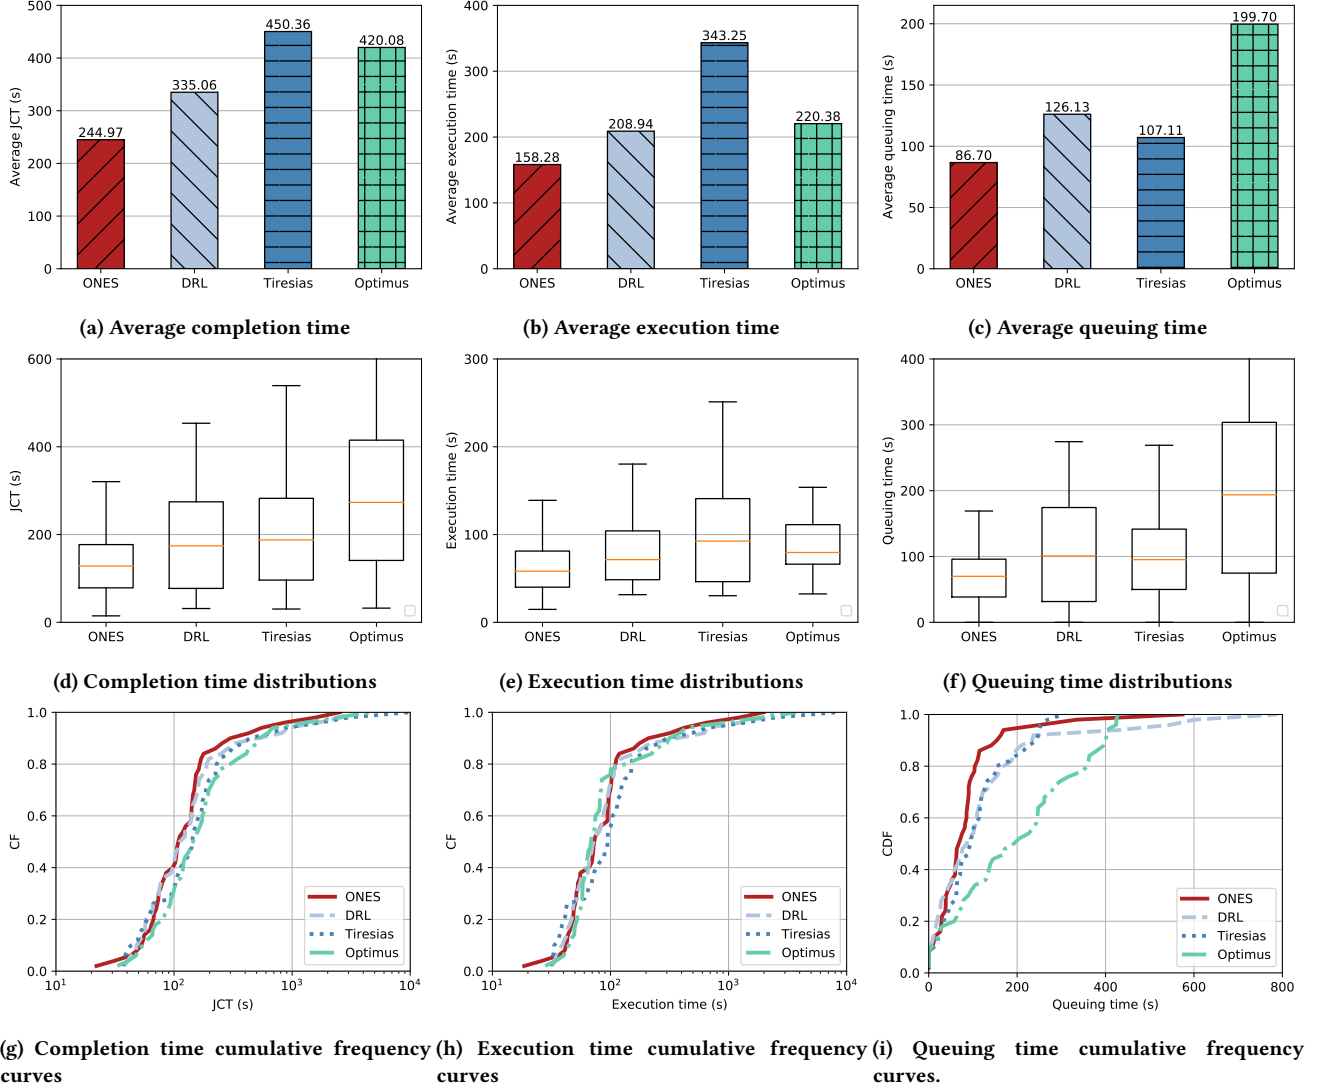 500
400
300
200
100
0
Average JCT (s)
244.97
335.06
450.36
420.08
ONES DRL Tiresias Optimus
(a) Average completion time
400
300
200
100
0
Average execution time (s)
158.28
208.94
343.25
220.38
ONES DRL Tiresias Optimus
(b) Average execution time
200
150
100
50
0
Average queuing time (s)
86.70
126.13
107.11
199.70
ONES DRL Tiresias Optimus
(c) Average queuing time
600
400
200
0
JCT (s)
ONES DRL Tiresias Optimus
(d) Completion time distributions
300
200
100
0
Execution time (s)
ONES DRL Tiresias Optimus
(e) Execution time distributions
400
300
200
100
0
Queuing time (s)
ONES DRL Tiresias Optimus
(f) Queuing time distributions
1.0
0.8
0.6
0.4
0.2
0.0
CF
ONES
DRL
Tiresias
Optimus
10¹ 10² 10³ 10⁴
JCT (s)
(g) Completion time cumulative frequency
curves
1.0
0.8
0.6
0.4
0.2
0.0
CF
ONES
DRL
Tiresias
Optimus
10¹ 10² 10³ 10⁴
Execution time (s)
(h) Execution time cumulative frequency
curves
1.0
0.8
0.6
0.4
0.2
0.0
CDF
ONES
DRL
Tiresias
Optimus
0 200 400 600 800
Queuing time (s)
(i) Queuing time cumulative frequency
curves.